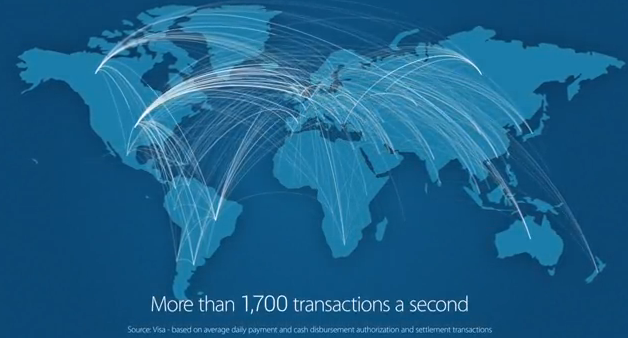 More than 1,700 transactions a second
Source: Visa - based on average daily payment and cash disbursement authorization and settlement transactions